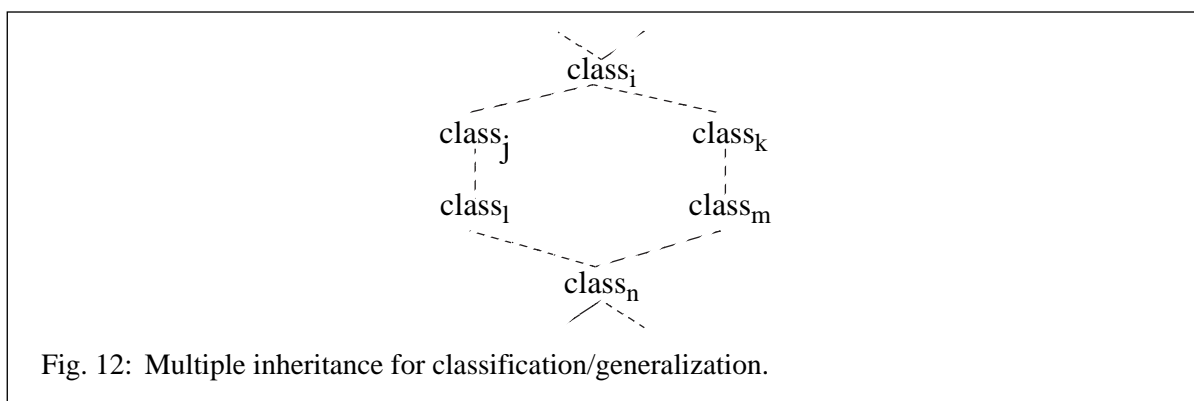 class_i
class_j class_k
class_l class_m
class_n
Fig. 12: Multiple inheritance for classification/generalization.